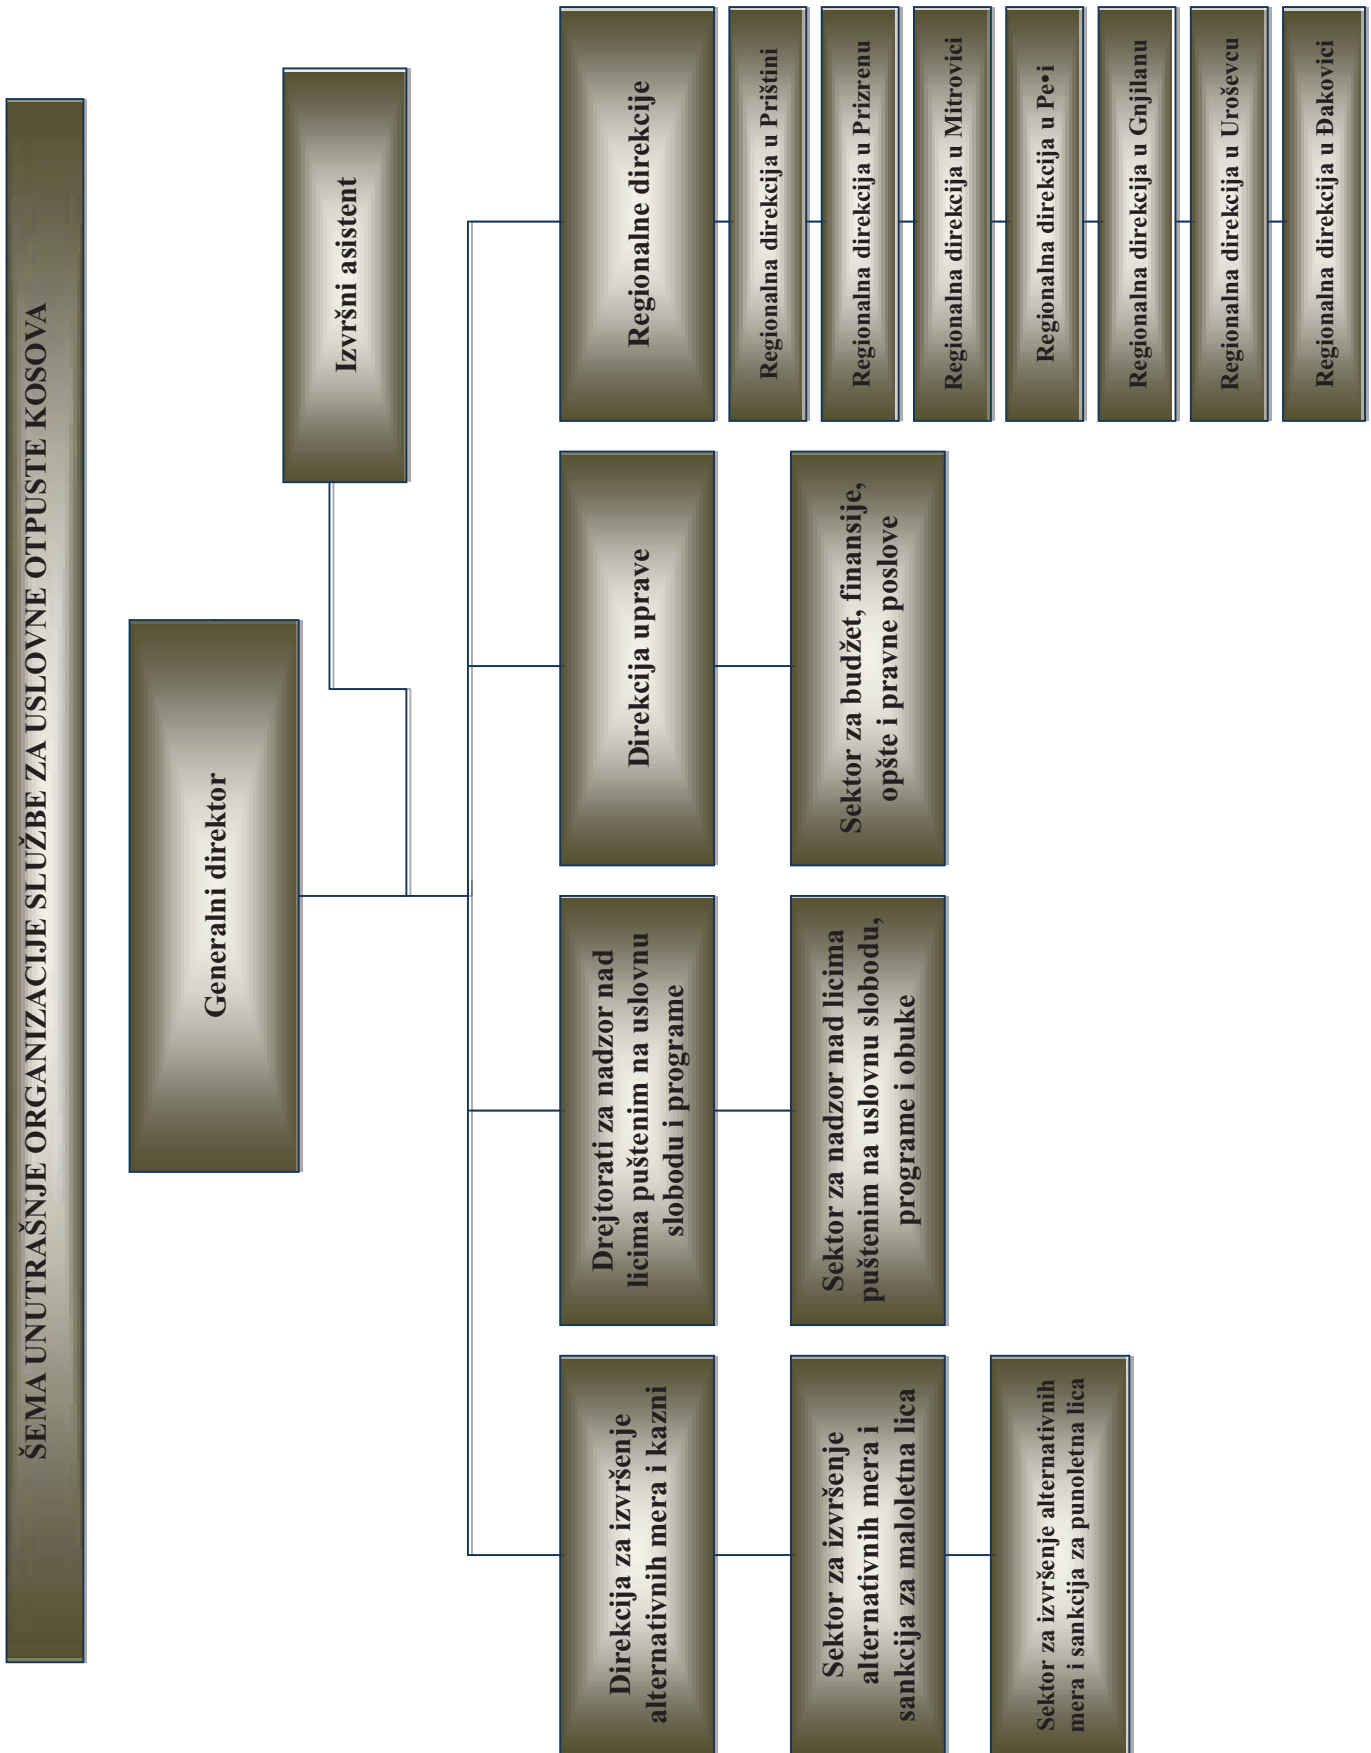 ŠEMA UNUTRAŠNJE ORGANIZACIJE SLUŽBE ZA USLOVNE OTPUSTE KOSOVA
Generalni direktor
Izvršni asistent
Direkcija za izvršenje
alternativnih mera i kazni
Drejtorati za nadzor nad
licima puštenim na uslovnu
slobodu i programe
Direkcija uprave
Regionalne direkcije
Sektor za izvršenje
alternativnih mera i
sankcija za maloletna lica
Sektor za izvršenje alternativnih
mera i sankcija za punoletna lica
Sektor za nadzor nad licima
puštenim na uslovnu slobodu,
programe i obuke
Sektor za budžet, finansije,
opšte i pravne poslove
Regionalna direkcija u Prištini
Regionalna direkcija u Prizrenu
Regionalna direkcija u Mitrovici
Regionalna direkcija u Pe•i
Regionalna direkcija u Gnjilanu
Regionalna direkcija u Uroševcu
Regionalna direkcija u Đakovici